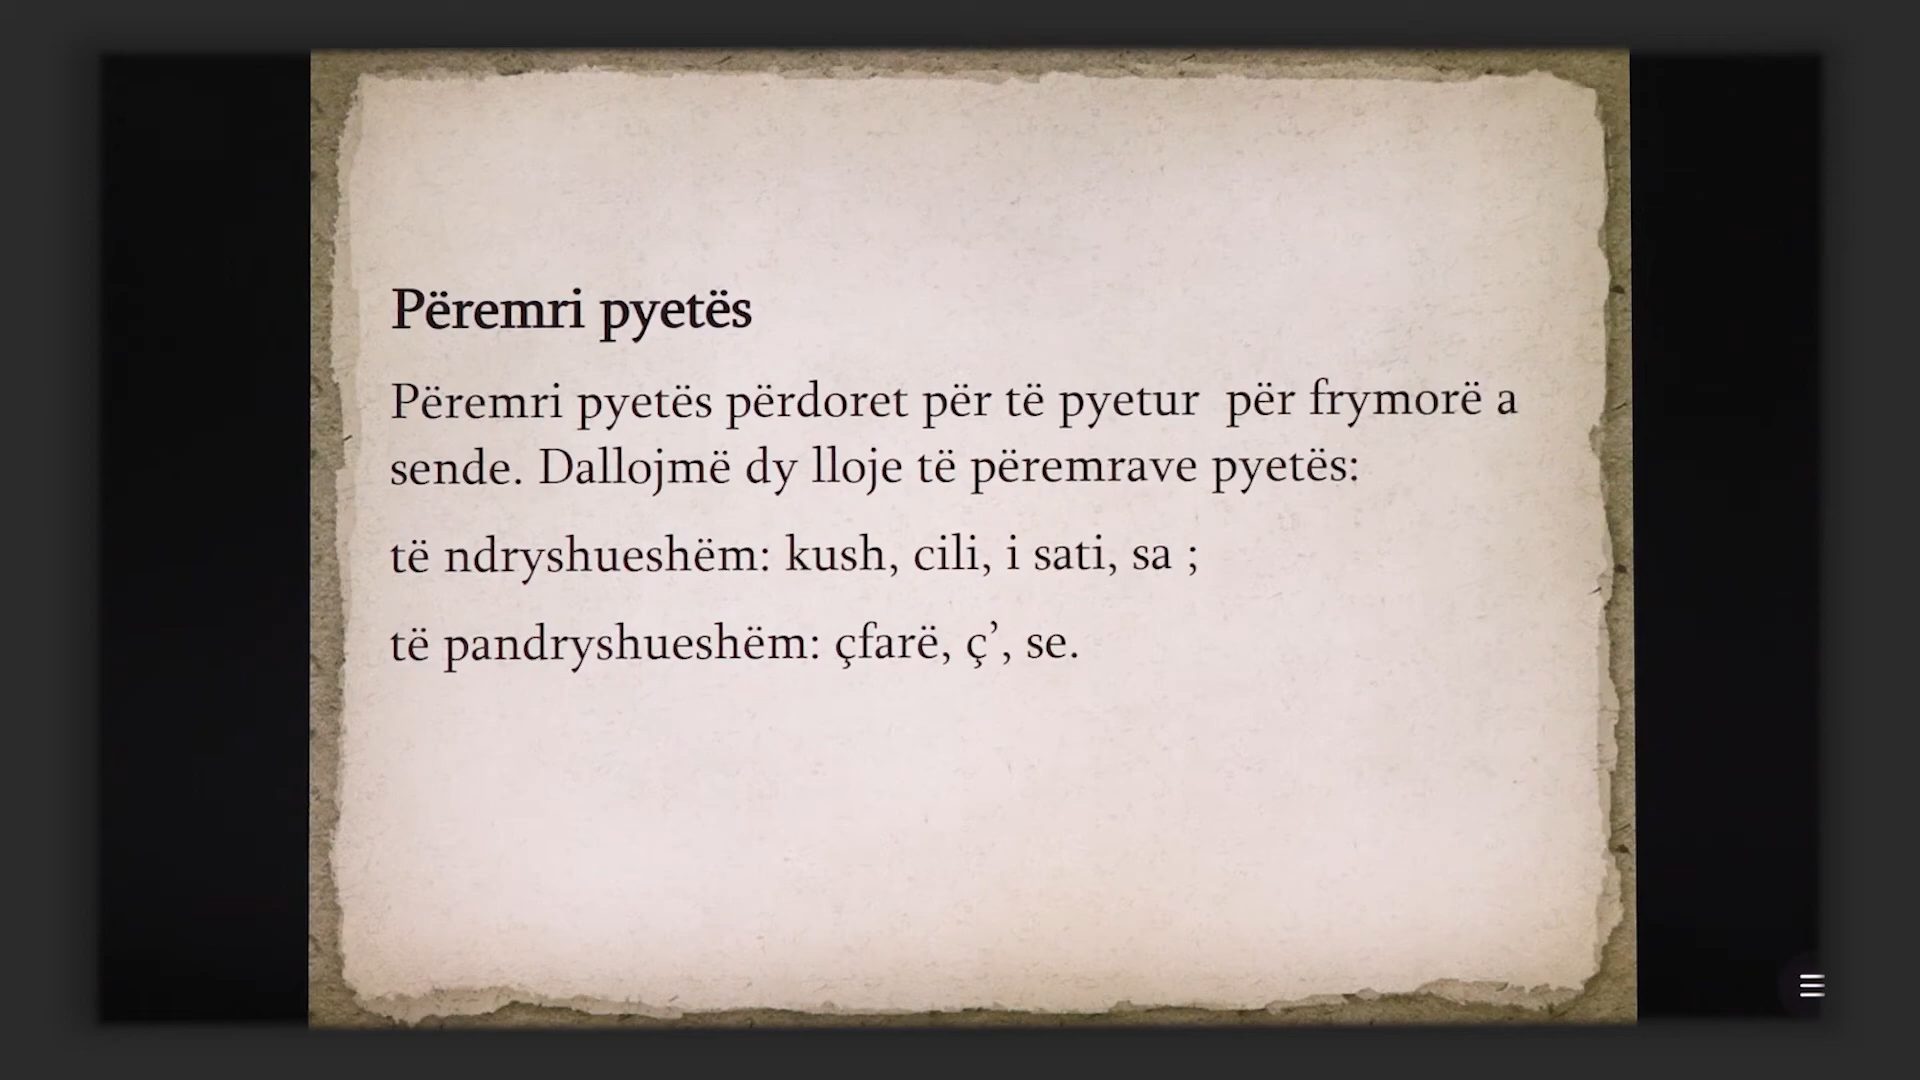 Përemri pyetës
Përemri pyetës përdoret për të pyetur  për frymorë a
sende. Dallojmë dy lloje të përemrave pyetës:
të ndryshueshëm: kush, cili, i sati, sa ;
të pandryshueshëm: çfarë, ç’, se.